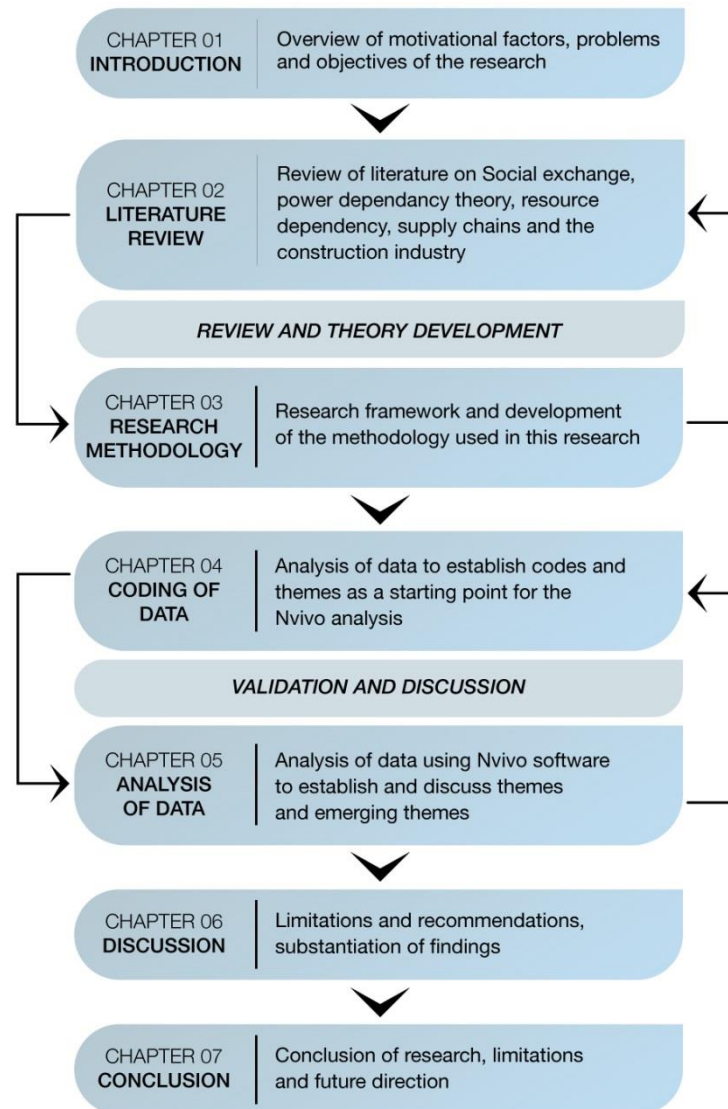 CHAPTER 01
INTRODUCTION
Overview of motivational factors, problems
and objectives of the research
CHAPTER 02
LITERATURE
REVIEW
Review of literature on Social exchange,
power dependancy theory, resource
dependency, supply chains and the
construction industry
REVIEW AND THEORY DEVELOPMENT
CHAPTER 03
RESEARCH
METHODOLOGY
Research framework and development
of the methodology used in this research
CHAPTER 04
CODING OF
DATA
Analysis of data to establish codes and
themes as a starting point for the
Nvivo analysis
VALIDATION AND DISCUSSION
CHAPTER 05
ANALYSIS
OF DATA
Analysis of data using Nvivo software
to establish and discuss themes
and emerging themes
CHAPTER 06
DISCUSSION
Limitations and recommendations,
substantiation of findings
CHAPTER 07
CONCLUSION
Conclusion of research, limitations
and future direction